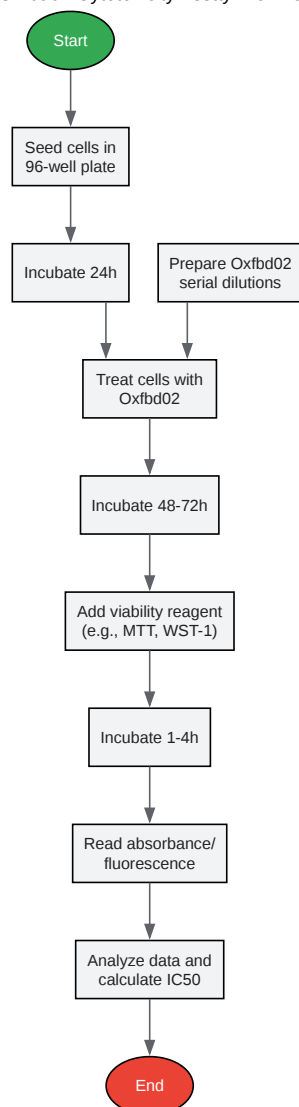 Start
Seed cells in
96-well plate
Incubate 24h
Prepare Oxfbd02
serial dilutions
Treat cells with
Oxfbd02
Incubate 48-72h
Add viability reagent
(e.g., MTT, WST-1)
Incubate 1-4h
Read absorbance/
fluorescence
Analyze data and
calculate IC50
End